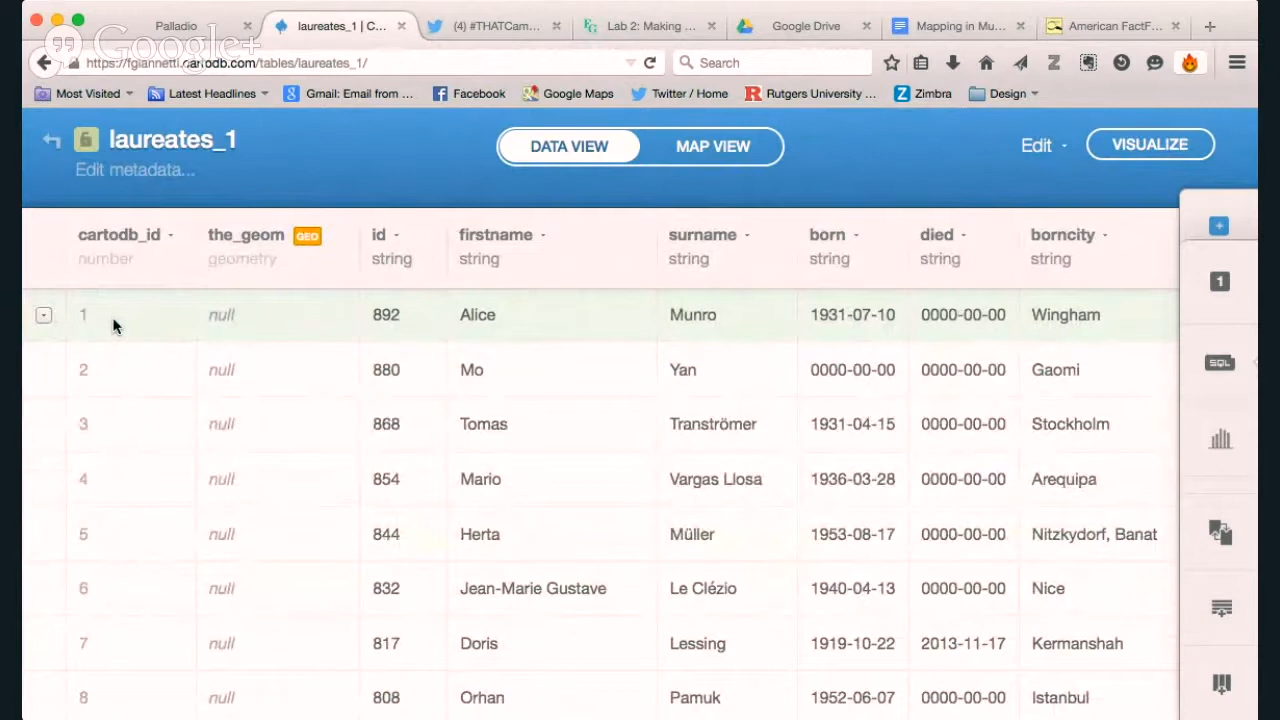 Palladio
laureates_1 | C...
(4) #THATCam...
Lab 2: Making ...
Google Drive
Mapping in Mu...
American FactF...
Google+
https://fgiannetti.cartodb.com/tables/laureates_1/
Search
Most Visited
Latest Headlines
Gmail: Email from ...
Facebook
Google Maps
Twitter / Home
Rutgers University ...
Zimbra
Design
laureates_1
DATA VIEW
MAP VIEW
Edit
VISUALIZE
Edit metadata...
cartodb_id the_geom GEO id firstname surname born died borncity
number geometry string string string string string string
1 null 892 Alice Munro 1931-07-10 0000-00-00 Wingham
2 null 880 Mo Yan 0000-00-00 0000-00-00 Gaomi
3 null 868 Tomas Tranströmer 1931-04-15 0000-00-00 Stockholm
4 null 854 Mario Vargas Llosa 1936-03-28 0000-00-00 Arequipa
5 null 844 Herta Müller 1953-08-17 0000-00-00 Nitzkydorf, Banat
6 null 832 Jean-Marie Gustave Le Clézio 1940-04-13 0000-00-00 Nice
7 null 817 Doris Lessing 1919-10-22 2013-11-17 Kermanshah
8 null 808 Orhan Pamuk 1952-06-07 0000-00-00 Istanbul
1
SQL